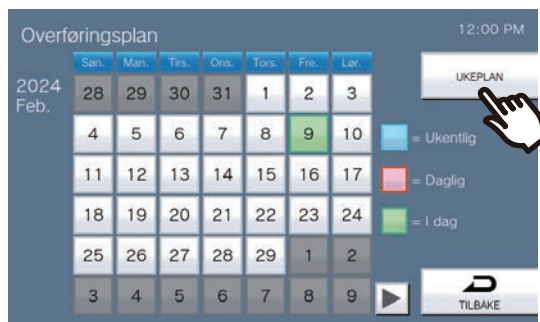 Overføringsplan
12:00 PM
2024
Feb.
Søn. Man. Tirs. Ons. Tors. Fre. Lør.
28 29 30 31 1 2 3
4 5 6 7 8 9 10
11 12 13 14 15 16 17
18 19 20 21 22 23 24
25 26 27 28 29 1 2
3 4 5 6 7 8 9
UKEPLAN
= Ukentlig
= Daglig
= I dag
TILBAKE